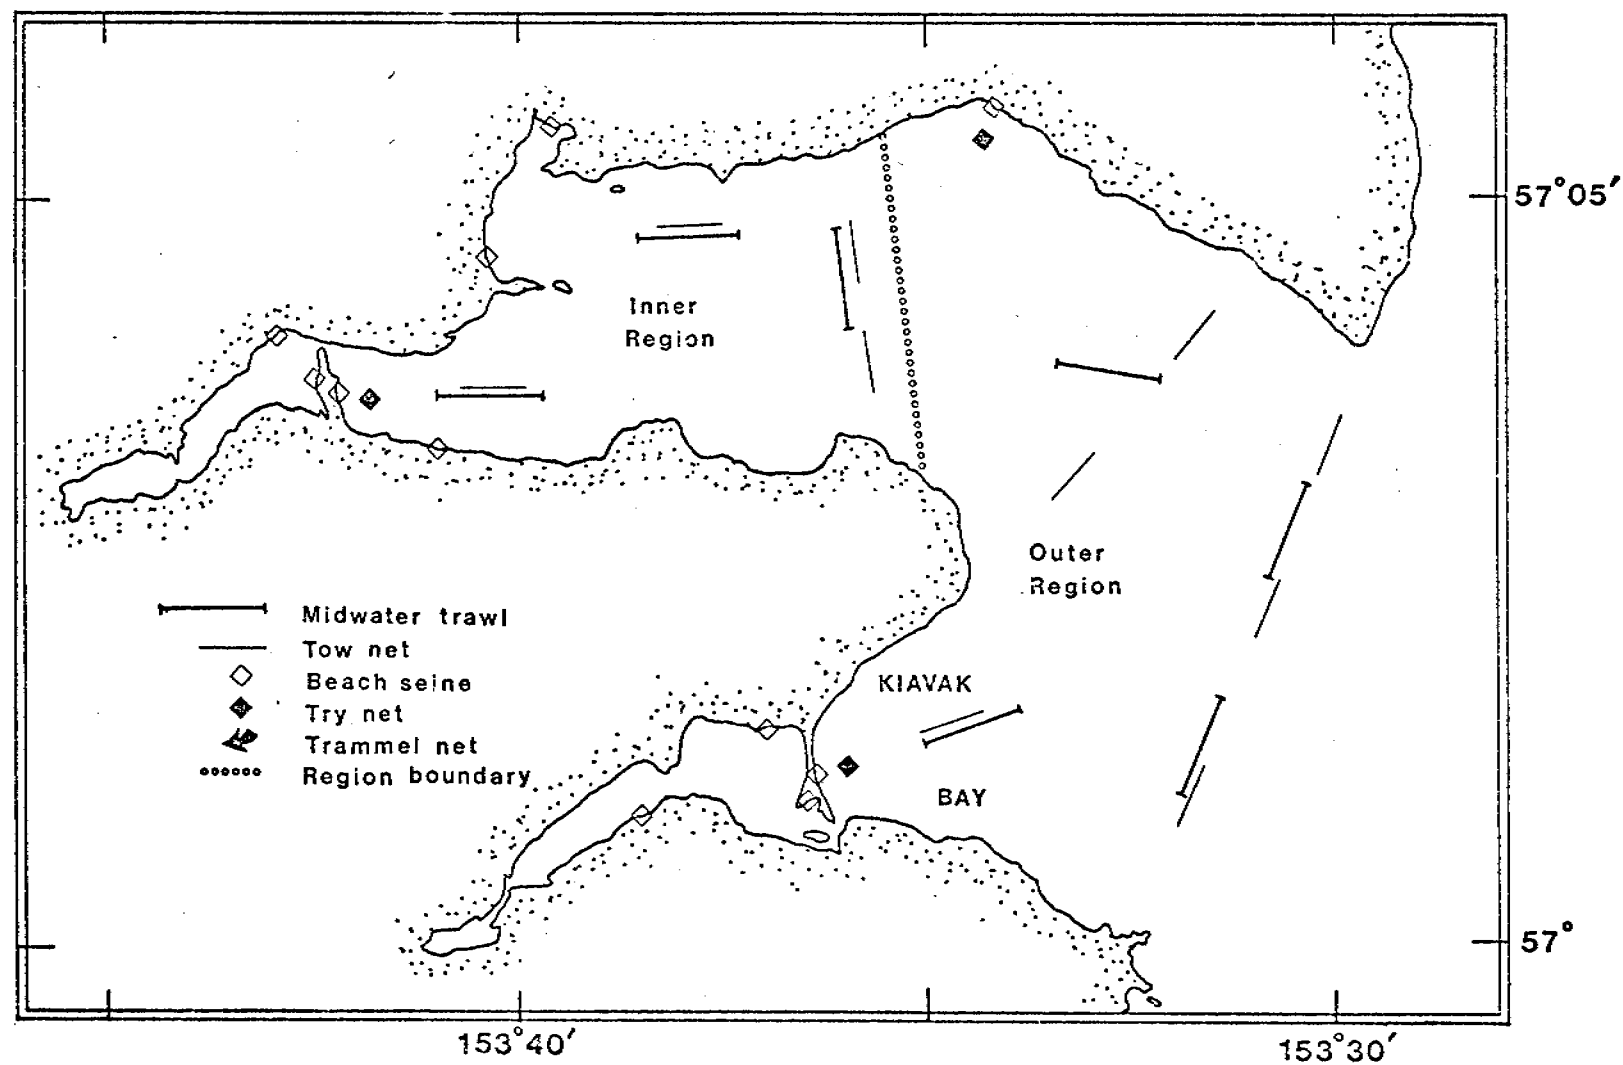 57°05′
Inner
Region
Outer
Region
Midwater trawl
Tow net
Beach seine
Try net
Trammel net
Region boundary
KIAVAK
BAY
57°
153°40′
153°30′